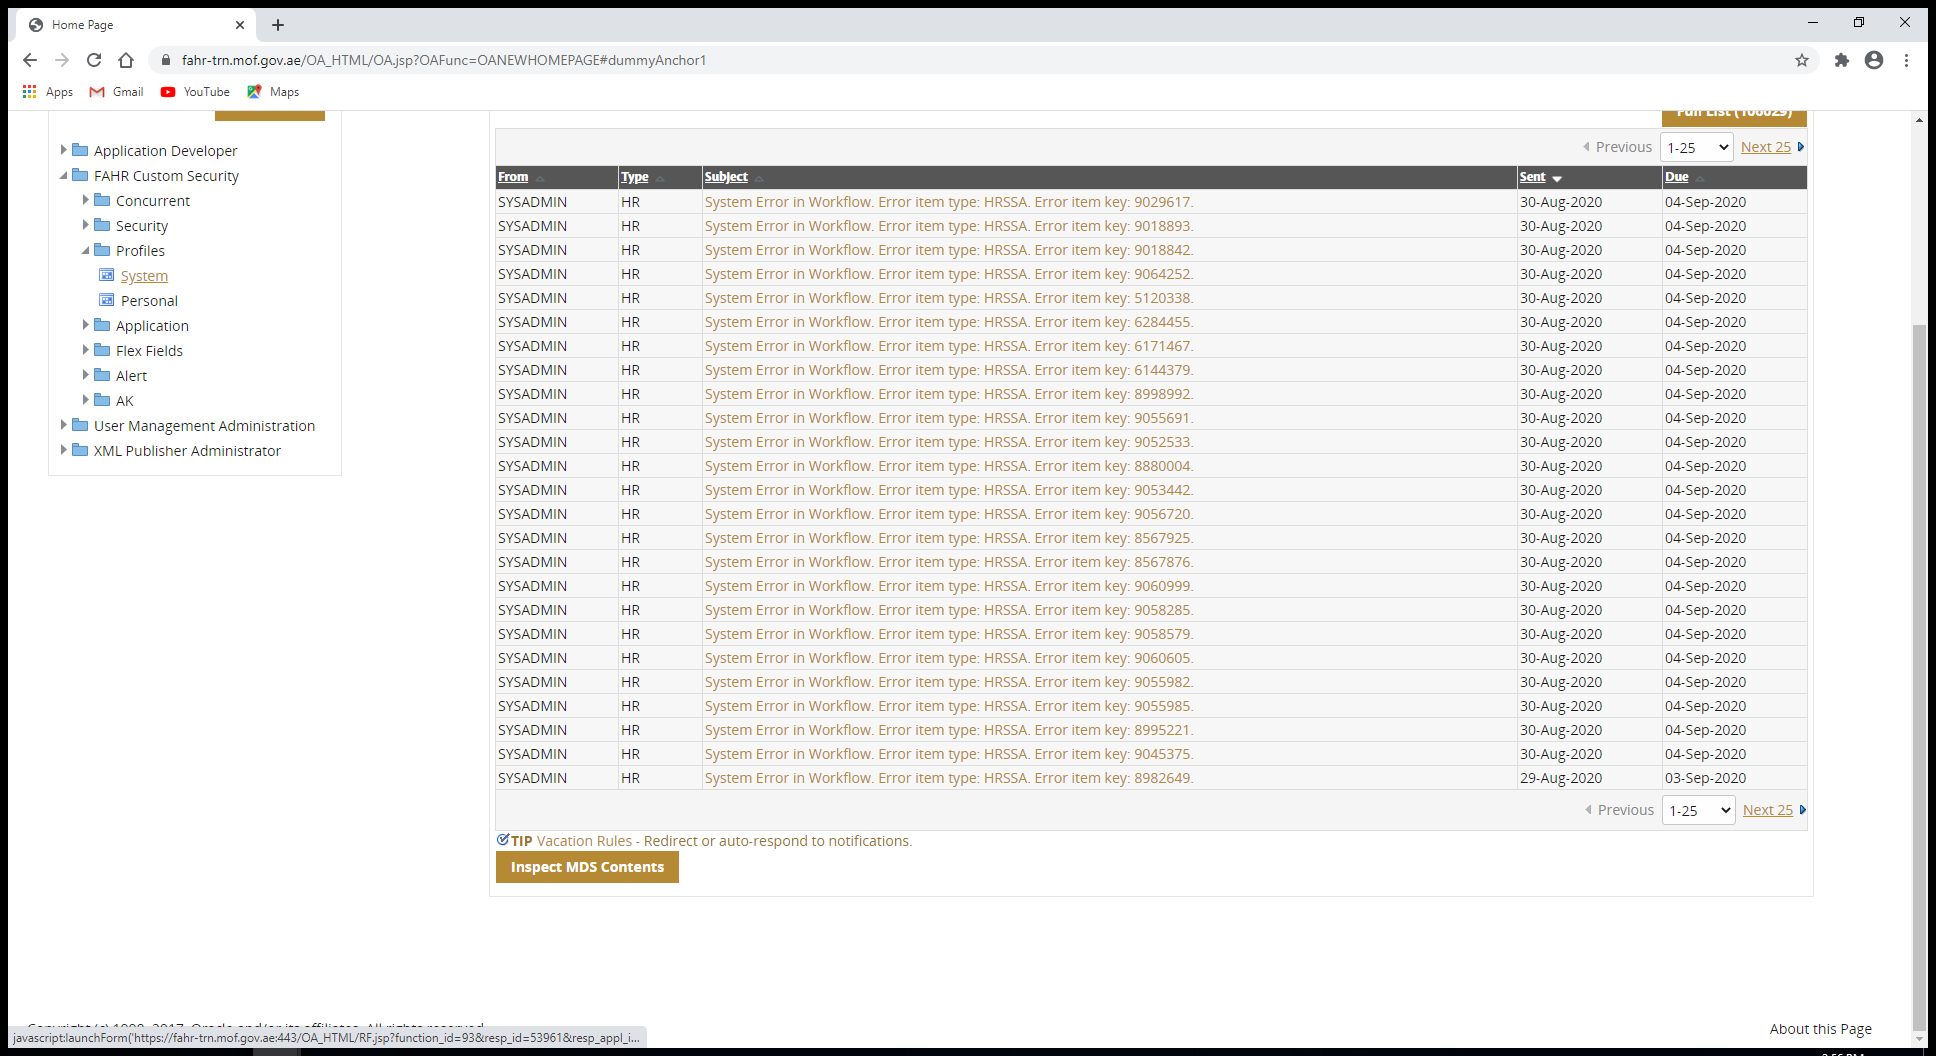 Home Page
fahr-trn.mof.gov.ae/OA_HTML/OA.jsp?OAFunc=OANEWHOMEPAGE#dummyAnchor1
Apps Gmail YouTube Maps
Full List (100029)
Previous 1-25 Next 25
Application Developer
FAHR Custom Security
Concurrent
Security
Profiles
System
Personal
Application
Flex Fields
Alert
AK
User Management Administration
XML Publisher Administrator
From Type Subject Sent Due
SYSADMIN HR System Error in Workflow. Error item type: HRSSA. Error item key: 9029617. 30-Aug-2020 04-Sep-2020
SYSADMIN HR System Error in Workflow. Error item type: HRSSA. Error item key: 9018893. 30-Aug-2020 04-Sep-2020
SYSADMIN HR System Error in Workflow. Error item type: HRSSA. Error item key: 9018842. 30-Aug-2020 04-Sep-2020
SYSADMIN HR System Error in Workflow. Error item type: HRSSA. Error item key: 9064252. 30-Aug-2020 04-Sep-2020
SYSADMIN HR System Error in Workflow. Error item type: HRSSA. Error item key: 5120338. 30-Aug-2020 04-Sep-2020
SYSADMIN HR System Error in Workflow. Error item type: HRSSA. Error item key: 6284455. 30-Aug-2020 04-Sep-2020
SYSADMIN HR System Error in Workflow. Error item type: HRSSA. Error item key: 6171467. 30-Aug-2020 04-Sep-2020
SYSADMIN HR System Error in Workflow. Error item type: HRSSA. Error item key: 6144379. 30-Aug-2020 04-Sep-2020
SYSADMIN HR System Error in Workflow. Error item type: HRSSA. Error item key: 8998992. 30-Aug-2020 04-Sep-2020
SYSADMIN HR System Error in Workflow. Error item type: HRSSA. Error item key: 9055691. 30-Aug-2020 04-Sep-2020
SYSADMIN HR System Error in Workflow. Error item type: HRSSA. Error item key: 9052533. 30-Aug-2020 04-Sep-2020
SYSADMIN HR System Error in Workflow. Error item type: HRSSA. Error item key: 8880004. 30-Aug-2020 04-Sep-2020
SYSADMIN HR System Error in Workflow. Error item type: HRSSA. Error item key: 9053442. 30-Aug-2020 04-Sep-2020
SYSADMIN HR System Error in Workflow. Error item type: HRSSA. Error item key: 9056720. 30-Aug-2020 04-Sep-2020
SYSADMIN HR System Error in Workflow. Error item type: HRSSA. Error item key: 8567925. 30-Aug-2020 04-Sep-2020
SYSADMIN HR System Error in Workflow. Error item type: HRSSA. Error item key: 8567876. 30-Aug-2020 04-Sep-2020
SYSADMIN HR System Error in Workflow. Error item type: HRSSA. Error item key: 9060999. 30-Aug-2020 04-Sep-2020
SYSADMIN HR System Error in Workflow. Error item type: HRSSA. Error item key: 9058285. 30-Aug-2020 04-Sep-2020
SYSADMIN HR System Error in Workflow. Error item type: HRSSA. Error item key: 9058579. 30-Aug-2020 04-Sep-2020
SYSADMIN HR System Error in Workflow. Error item type: HRSSA. Error item key: 9060605. 30-Aug-2020 04-Sep-2020
SYSADMIN HR System Error in Workflow. Error item type: HRSSA. Error item key: 9055982. 30-Aug-2020 04-Sep-2020
SYSADMIN HR System Error in Workflow. Error item type: HRSSA. Error item key: 9055985. 30-Aug-2020 04-Sep-2020
SYSADMIN HR System Error in Workflow. Error item type: HRSSA. Error item key: 8995221. 30-Aug-2020 04-Sep-2020
SYSADMIN HR System Error in Workflow. Error item type: HRSSA. Error item key: 9045375. 30-Aug-2020 04-Sep-2020
SYSADMIN HR System Error in Workflow. Error item type: HRSSA. Error item key: 8982649. 29-Aug-2020 03-Sep-2020
Previous 1-25 Next 25
TIP Vacation Rules - Redirect or auto-respond to notifications.
Inspect MDS Contents
Copyright (c) 1998, 2017, Oracle and/or its affiliates. All rights reserved.
About this Page
javascript:launchForm('https://fahr-trn.mof.gov.ae:443/OA_HTML/RF.jsp?function_id=93&resp_id=53961&resp_appl_i...